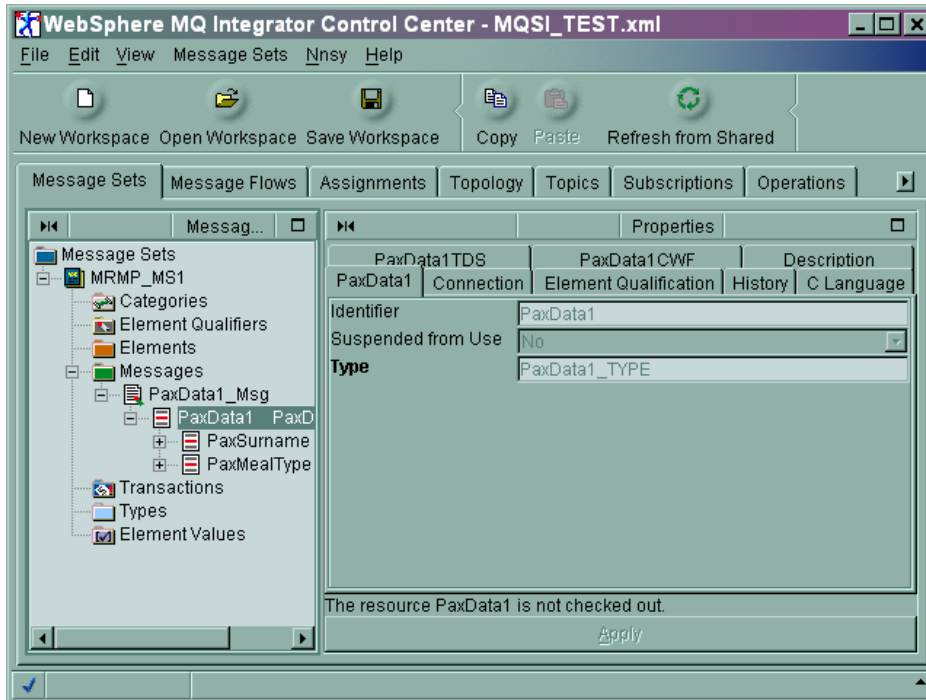 WebSphere MQ Integrator Control Center - MQSI_TEST.xml
File Edit View Message Sets Nnsy Help
New Workspace Open Workspace Save Workspace Copy Paste Refresh from Shared
Message Sets Message Flows Assignments Topology Topics Subscriptions Operations
Messag...
Message Sets
MRMP_MS1
Categories
Element Qualifiers
Elements
Messages
PaxData1_Msg
PaxData1 PaxD
PaxSurname
PaxMealType
Transactions
Types
Element Values
Properties
PaxData1TDS PaxData1CWF Description
PaxData1 Connection Element Qualification History C Language
Identifier PaxData1
Suspended from Use No
Type PaxData1_TYPE
The resource PaxData1 is not checked out.
Apply